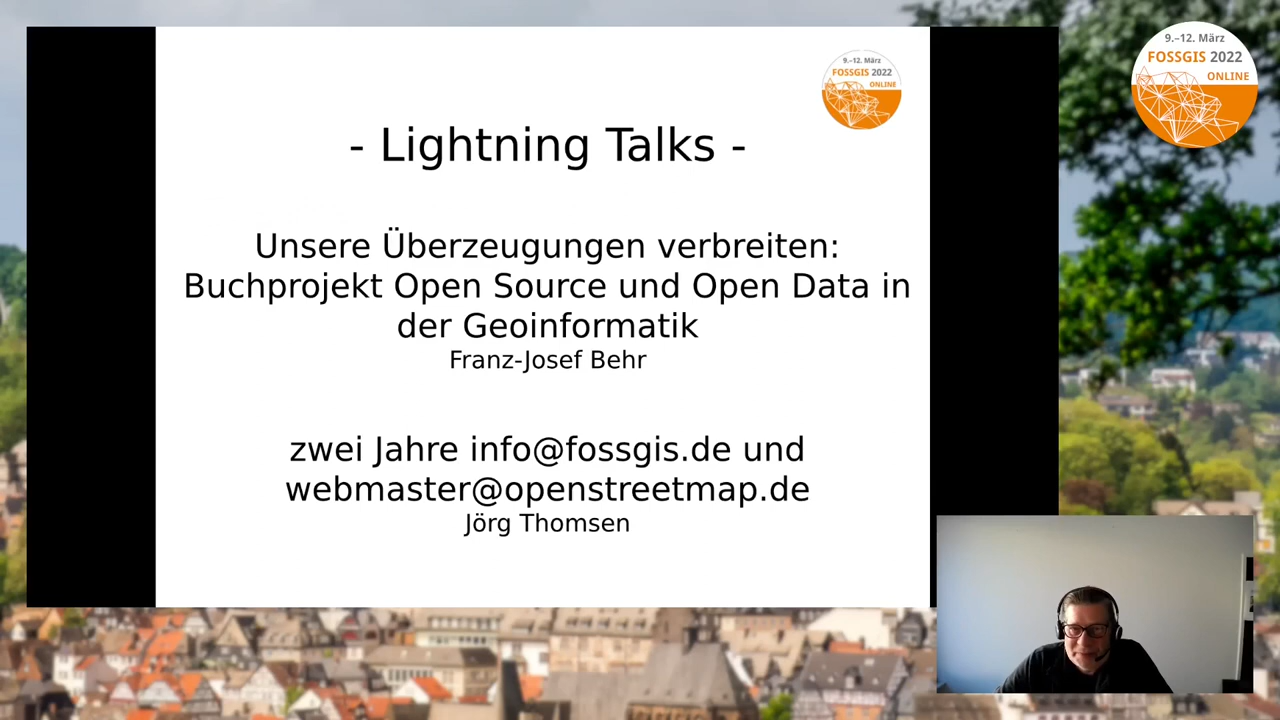 9.–12. März
FOSSGIS 2022
ONLINE
- Lightning Talks -
Unsere Überzeugungen verbreiten:
Buchprojekt Open Source und Open Data in
der Geoinformatik
Franz-Josef Behr
zwei Jahre info@fossgis.de und
webmaster@openstreetmap.de
Jörg Thomsen
9.–12. März
FOSSGIS 2022
ONLINE